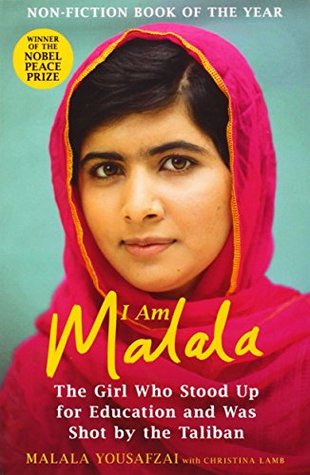 NON-FICTION BOOK OF THE YEAR
WINNER
OF THE
NOBEL
PEACE
PRIZE
I Am
Malala
The Girl Who Stood Up
for Education and Was
Shot by the Taliban
MALALA YOUSAFZAI with CHRISTINA LAMB